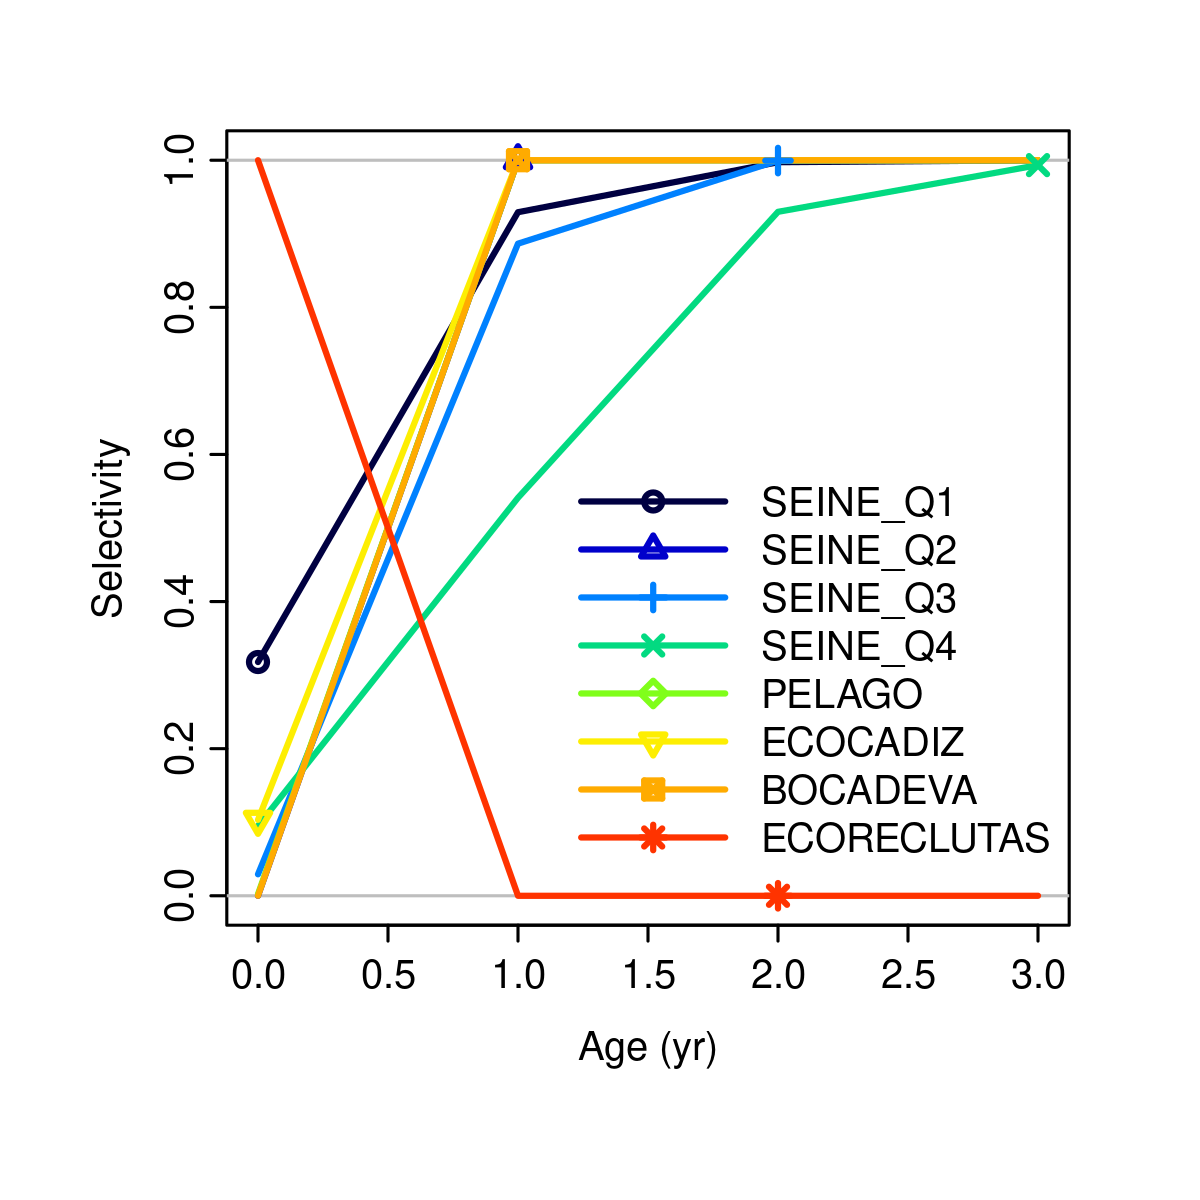 1.0
0.8
0.6
0.4
0.2
0.0
Selectivity
SEINE_Q1
SEINE_Q2
SEINE_Q3
SEINE_Q4
PELAGO
ECOCADIZ
BOCADEVA
ECORECLUTAS
0.0 0.5 1.0 1.5 2.0 2.5 3.0
Age (yr)